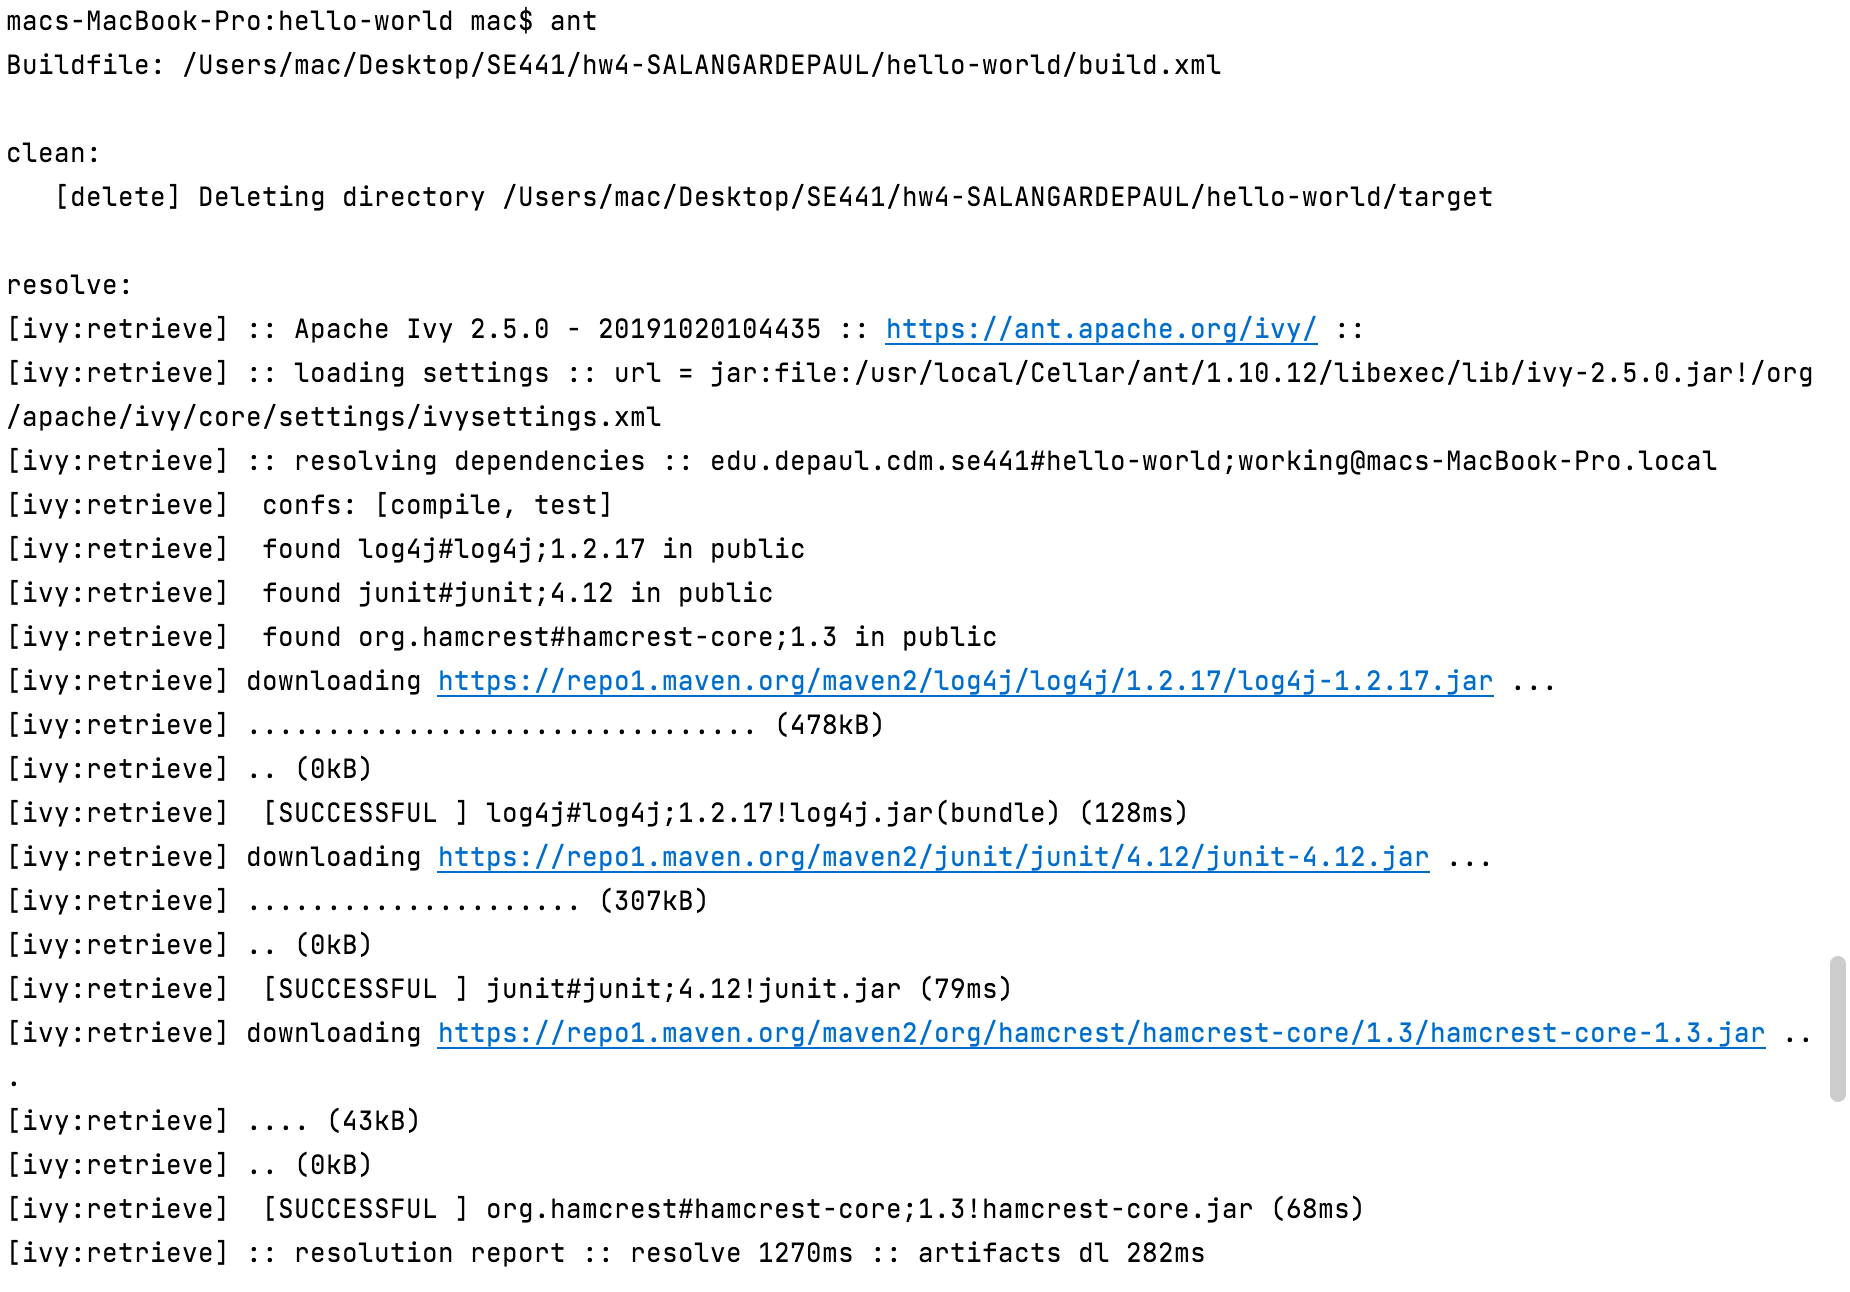 macs-MacBook-Pro:hello-world mac$ ant
Buildfile: /Users/mac/Desktop/SE441/hw4-SALANGARDEPAUL/hello-world/build.xml
clean:
[delete] Deleting directory /Users/mac/Desktop/SE441/hw4-SALANGARDEPAUL/hello-world/target
resolve:
[ivy:retrieve] :: Apache Ivy 2.5.0 - 20191020104435 :: https://ant.apache.org/ivy/ ::
[ivy:retrieve] :: loading settings :: url = jar:file:/usr/local/Cellar/ant/1.10.12/libexec/lib/ivy-2.5.0.jar!/org
/apache/ivy/core/settings/ivysettings.xml
[ivy:retrieve] :: resolving dependencies :: edu.depaul.cdm.se441#hello-world;working@macs-MacBook-Pro.local
[ivy:retrieve]  confs: [compile, test]
[ivy:retrieve]  found log4j#log4j;1.2.17 in public
[ivy:retrieve]  found junit#junit;4.12 in public
[ivy:retrieve]  found org.hamcrest#hamcrest-core;1.3 in public
[ivy:retrieve] downloading https://repo1.maven.org/maven2/log4j/log4j/1.2.17/log4j-1.2.17.jar ...
[ivy:retrieve] ................................ (478kB)
[ivy:retrieve] .. (0kB)
[ivy:retrieve]  [SUCCESSFUL ] log4j#log4j;1.2.17!log4j.jar(bundle) (128ms)
[ivy:retrieve] downloading https://repo1.maven.org/maven2/junit/junit/4.12/junit-4.12.jar ...
[ivy:retrieve] ..................... (307kB)
[ivy:retrieve] .. (0kB)
[ivy:retrieve]  [SUCCESSFUL ] junit#junit;4.12!junit.jar (79ms)
[ivy:retrieve] downloading https://repo1.maven.org/maven2/org/hamcrest/hamcrest-core/1.3/hamcrest-core-1.3.jar ..
.
[ivy:retrieve] .... (43kB)
[ivy:retrieve] .. (0kB)
[ivy:retrieve]  [SUCCESSFUL ] org.hamcrest#hamcrest-core;1.3!hamcrest-core.jar (68ms)
[ivy:retrieve] :: resolution report :: resolve 1270ms :: artifacts dl 282ms